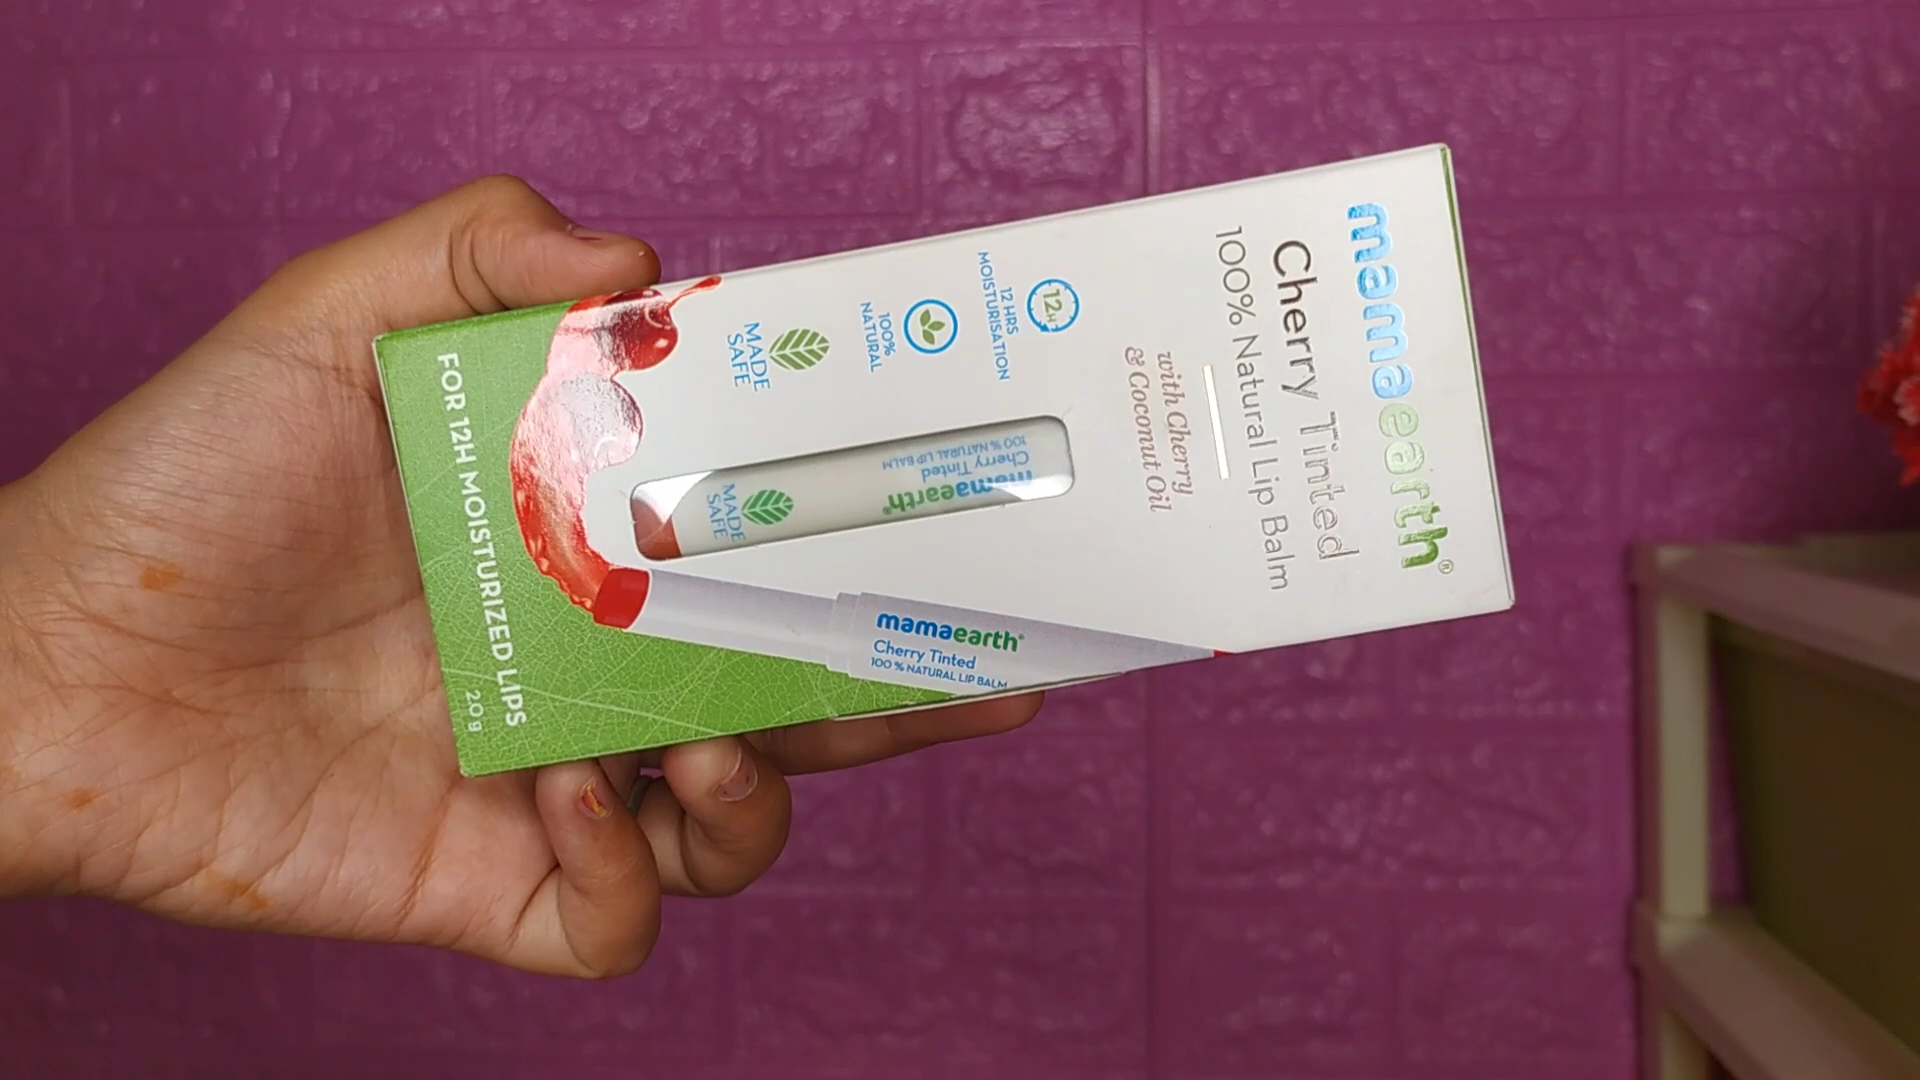 mamaearth®
Cherry Tinted
100% Natural Lip Balm
with Cherry
& Coconut Oil
12H
12 HRS
MOISTURISATION
100%
NATURAL
MADE
SAFE
mamaearth®
Cherry Tinted
100 % NATURAL LIP BALM
MADE
SAFE
mamaearth®
Cherry Tinted
100 % NATURAL LIP BALM
FOR 12H MOISTURIZED LIPS
2.0 g